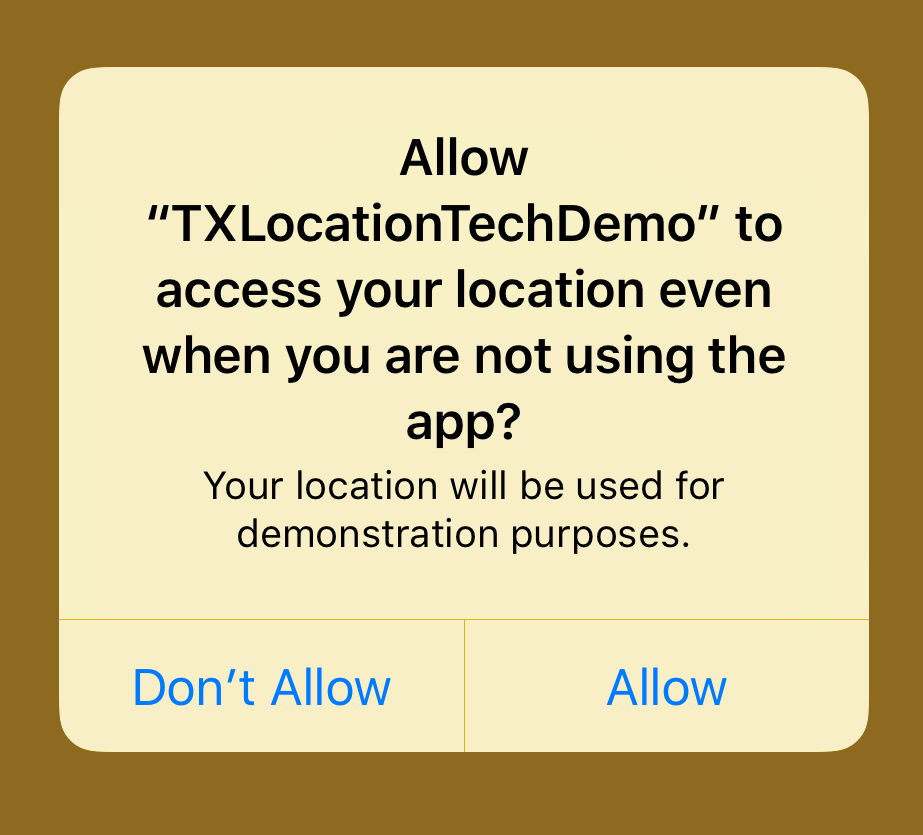 Allow
“TXLocationTechDemo” to
access your location even
when you are not using the
app?
Your location will be used for
demonstration purposes.
Don’t Allow
Allow